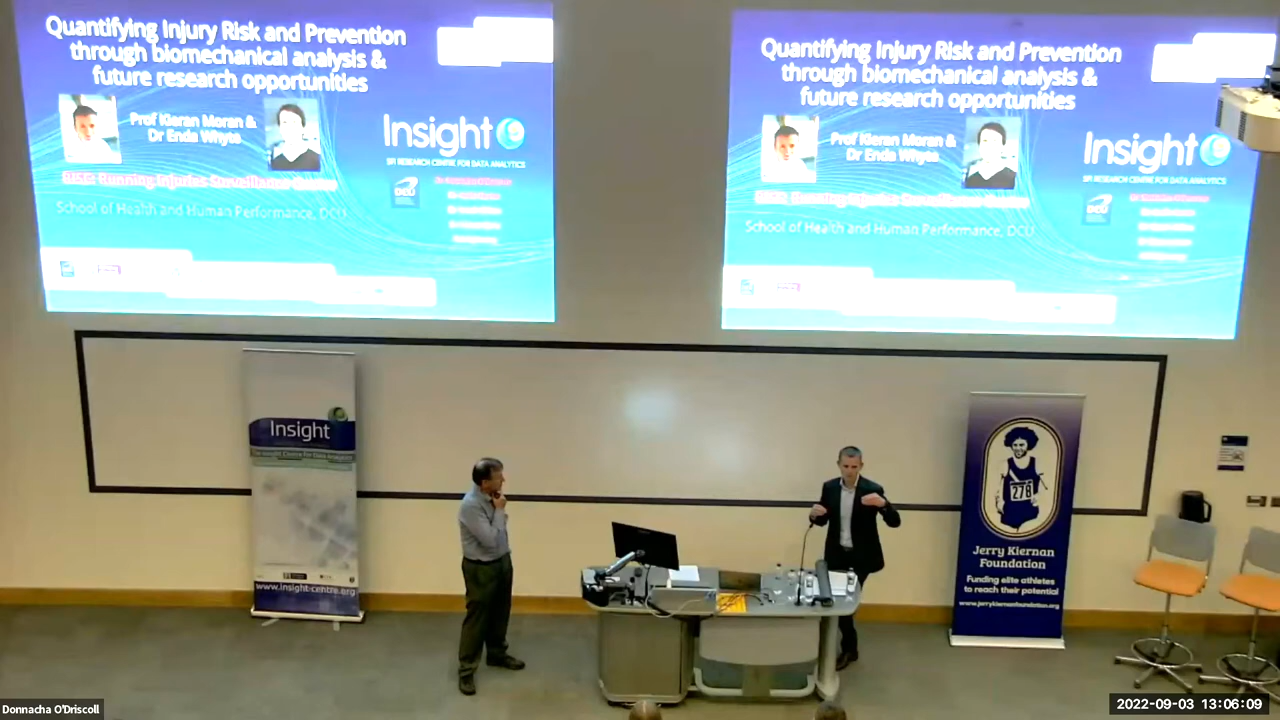 Quantifying Injury Risk and Prevention
through biomechanical analysis &
future research opportunities
Prof Kieran Moran &
Dr Enda Whyte
Insight
SFI RESEARCH CENTRE FOR DATA ANALYTICS
DCU
School of Health and Human Performance, DCU
Quantifying Injury Risk and Prevention
through biomechanical analysis &
future research opportunities
Prof Kieran Moran &
Dr Enda Whyte
Insight
SFI RESEARCH CENTRE FOR DATA ANALYTICS
DCU
School of Health and Human Performance, DCU
Insight
www.insight-centre.org
278
Jerry Kiernan
Foundation
Funding elite athletes
to reach their potential
www.jerrykiernanfoundation.org
Donnacha O'Driscoll
2022-09-03 13:06:09